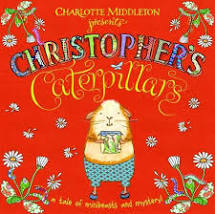 CHARLOTTE MIDDLETON
presents
CHRISTOPHER'S
Caterpillars
a tale of minibeasts and mystery!